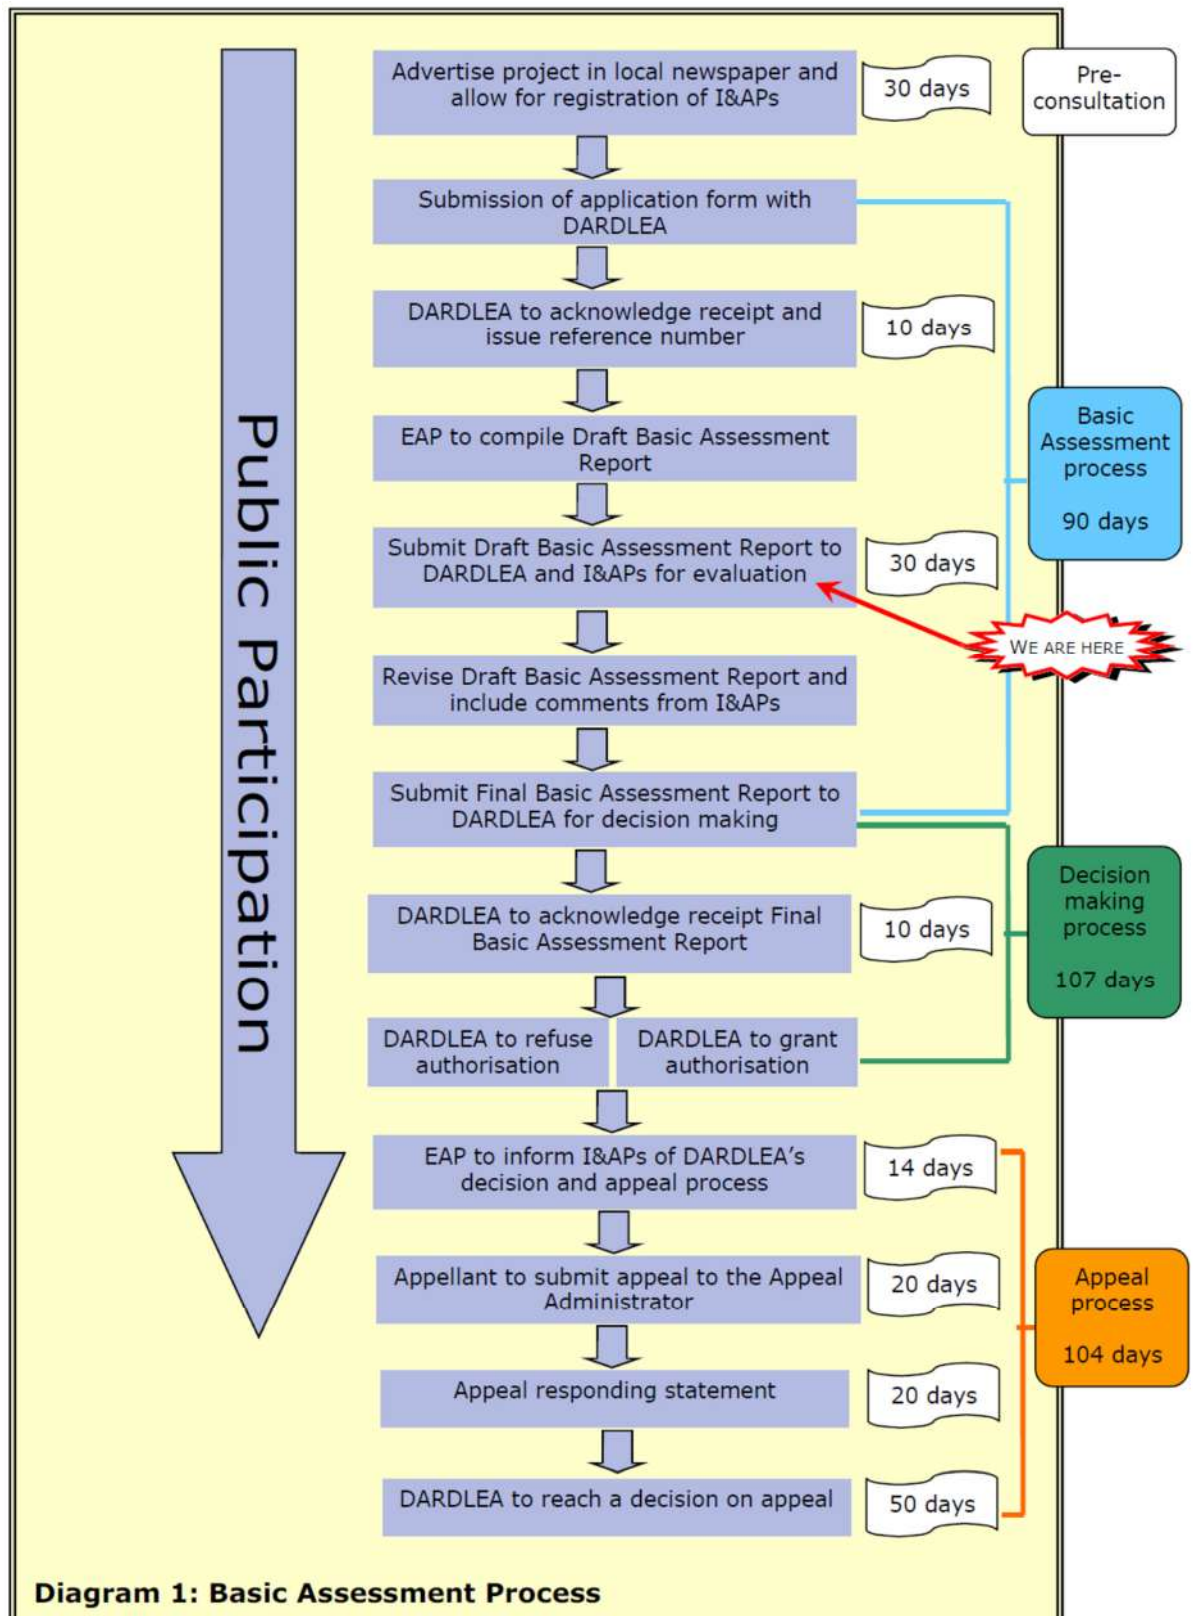 Advertise project in local newspaper and
allow for registration of I&APs
30 days
Pre-
consultation
Submission of application form with
DARDLEA
DARDLEA to acknowledge receipt and
issue reference number
10 days
Basic
Assessment
process
90 days
EAP to compile Draft Basic Assessment
Report
Submit Draft Basic Assessment Report to
DARDLEA and I&APs for evaluation
30 days
WE ARE HERE
Revise Draft Basic Assessment Report and
include comments from I&APs
Submit Final Basic Assessment Report to
DARDLEA for decision making
Decision
making
process
107 days
DARDLEA to acknowledge receipt Final
Basic Assessment Report
10 days
DARDLEA to refuse
authorisation
DARDLEA to grant
authorisation
EAP to inform I&APs of DARDLEA’s
decision and appeal process
14 days
Appellant to submit appeal to the Appeal
Administrator
20 days
Appeal
process
104 days
Appeal responding statement
20 days
DARDLEA to reach a decision on appeal
50 days
Public Participation
Diagram 1: Basic Assessment Process